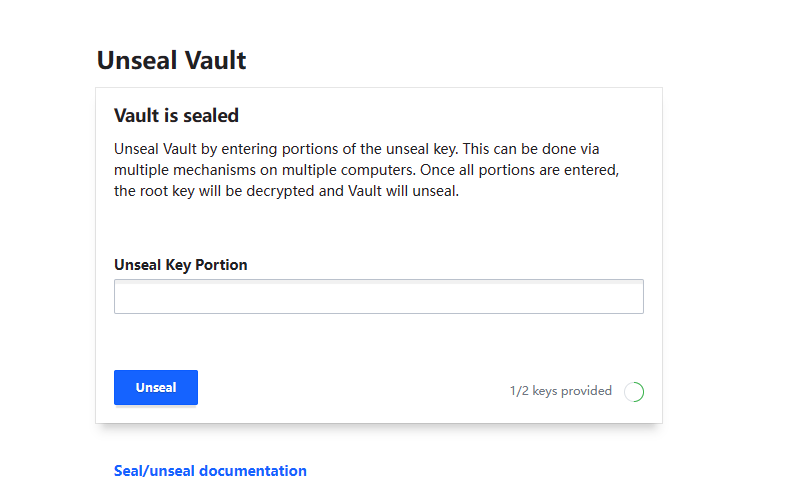 Unseal Vault
Vault is sealed
Unseal Vault by entering portions of the unseal key. This can be done via
multiple mechanisms on multiple computers. Once all portions are entered,
the root key will be decrypted and Vault will unseal.
Unseal Key Portion
Unseal
1/2 keys provided
Seal/unseal documentation